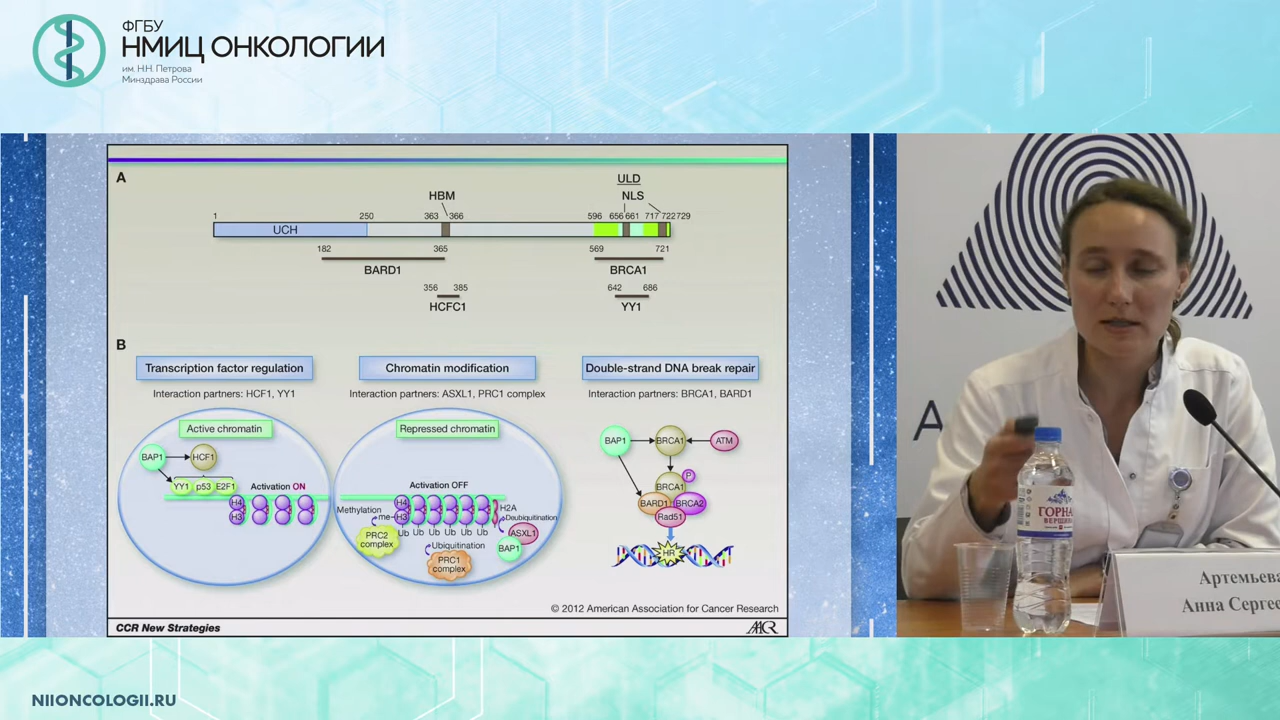 ФГБУ
НМИЦ ОНКОЛОГИИ
им. Н.Н. Петрова
Минздрава России
A
ULD
HBM
NLS
1
250
363
366
596
656
661
717
722
729
UCH
182
365
569
721
BARD1
BRCA1
356
385
642
686
HCFC1
YY1
B
Transcription factor regulation
Chromatin modification
Double-strand DNA break repair
Interaction partners: HCF1, YY1
Interaction partners: ASXL1, PRC1 complex
Interaction partners: BRCA1, BARD1
Active chromatin
BAP1
HCF1
YY1
p53
E2F1
Activation ON
H4
H3
Repressed chromatin
Activation OFF
Methylation
me
H4
H3
H2A
Deubiquitination
Ub Ub Ub Ub Ub Ub
ASXL1
BAP1
PRC2
complex
Ubiquitination
PRC1
complex
BAP1
BRCA1
ATM
P
BRCA1
BARD1
BRCA2
Rad51
HR
© 2012 American Association for Cancer Research
CCR New Strategies
AACR
ГОРНАЯ
ВЕРШИНА
Артемьева
Анна Серге
NIIONCOLOGII.RU